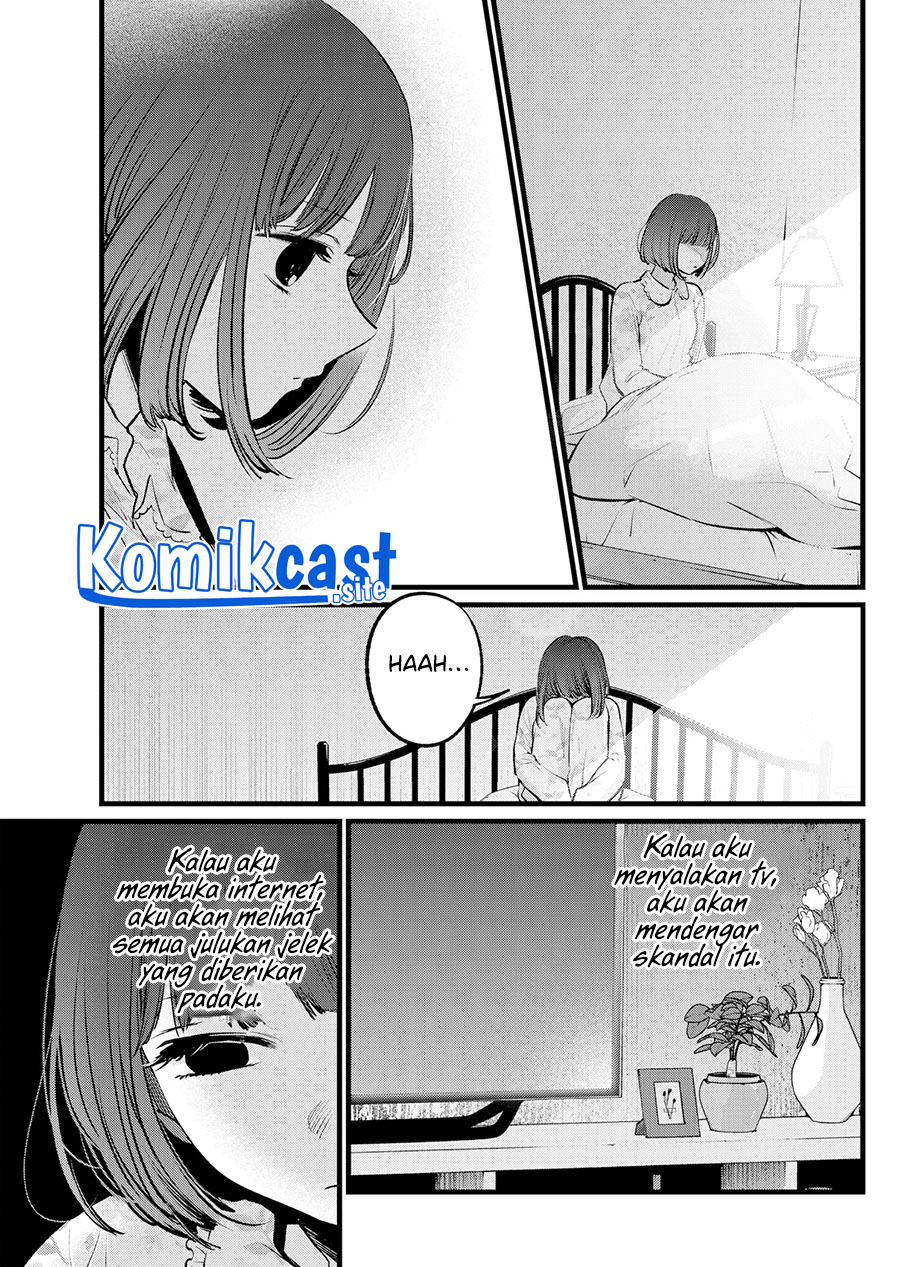 Komikcast
.site
HAAH...
Kalau aku
menyalakan tv,
aku akan
mendengar
skandal itu.
Kalau aku
membuka internet,
aku akan melihat
semua julukan jelek
yang diberikan
padaku.